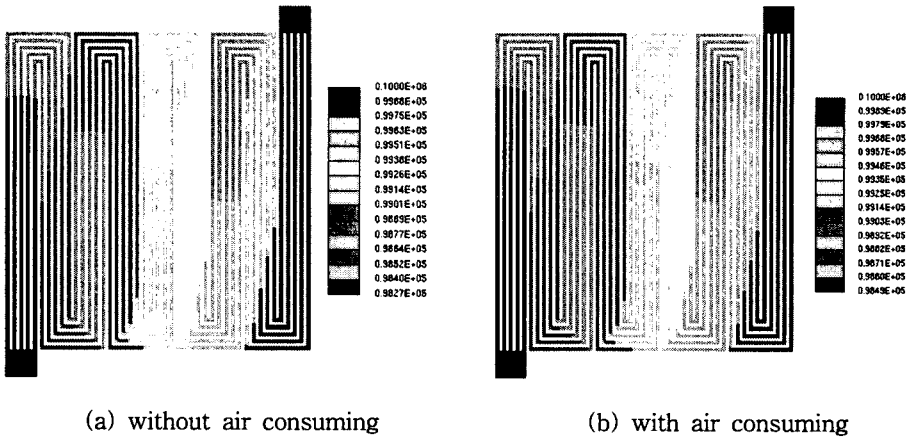 0.1000E+06
0.9988E+05
0.9975E+05
0.9963E+05
0.9951E+05
0.9938E+05
0.9926E+05
0.9914E+05
0.9901E+05
0.9889E+05
0.9877E+05
0.9864E+05
0.9852E+05
0.9840E+05
0.9827E+05
0.1000E+06
0.9989E+05
0.9979E+05
0.9968E+05
0.9957E+05
0.9946E+05
0.9935E+05
0.9925E+05
0.9914E+05
0.9903E+05
0.9892E+05
0.9882E+05
0.9871E+05
0.9860E+05
0.9849E+05
(a) without air consuming
(b) with air consuming